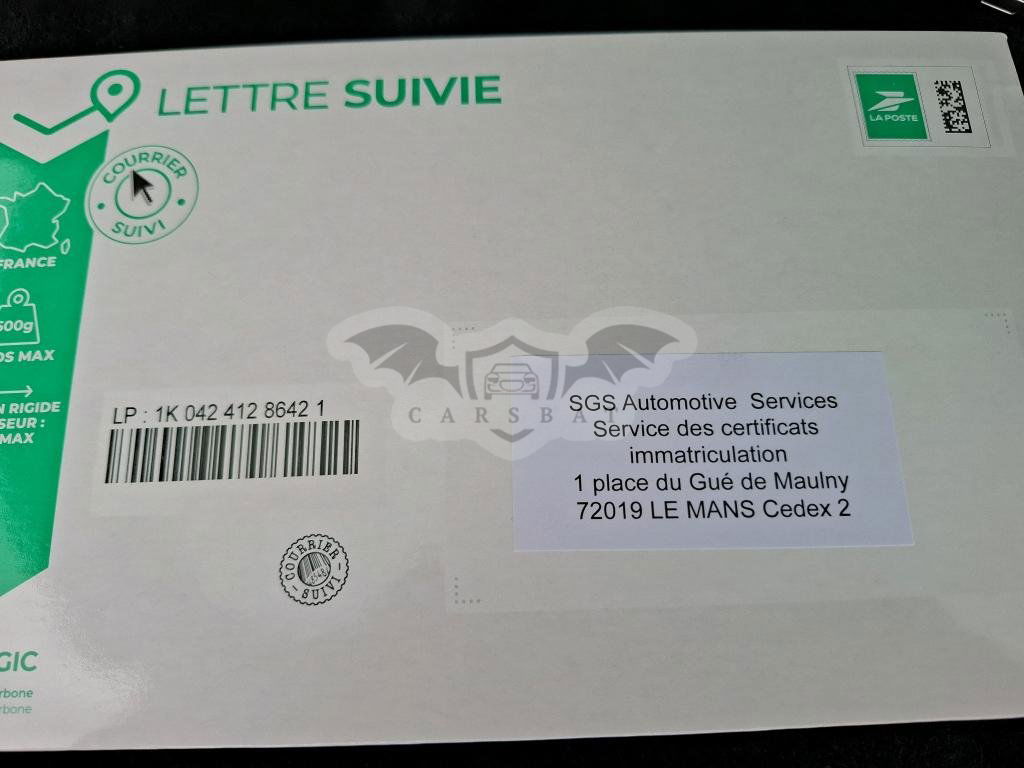 LETTRE SUIVIE
LA POSTE
COURRIER
SUIVI
FRANCE
500g
DS MAX
N RIGIDE
SEUR :
MAX
LP : 1K 042 412 8642 1
CARSBA
SGS Automotive Services
Service des certificats
immatriculation
1 place du Gué de Maulny
72019 LE MANS Cedex 2
COURRIER
SUIVI
GIC
rbone
rbone